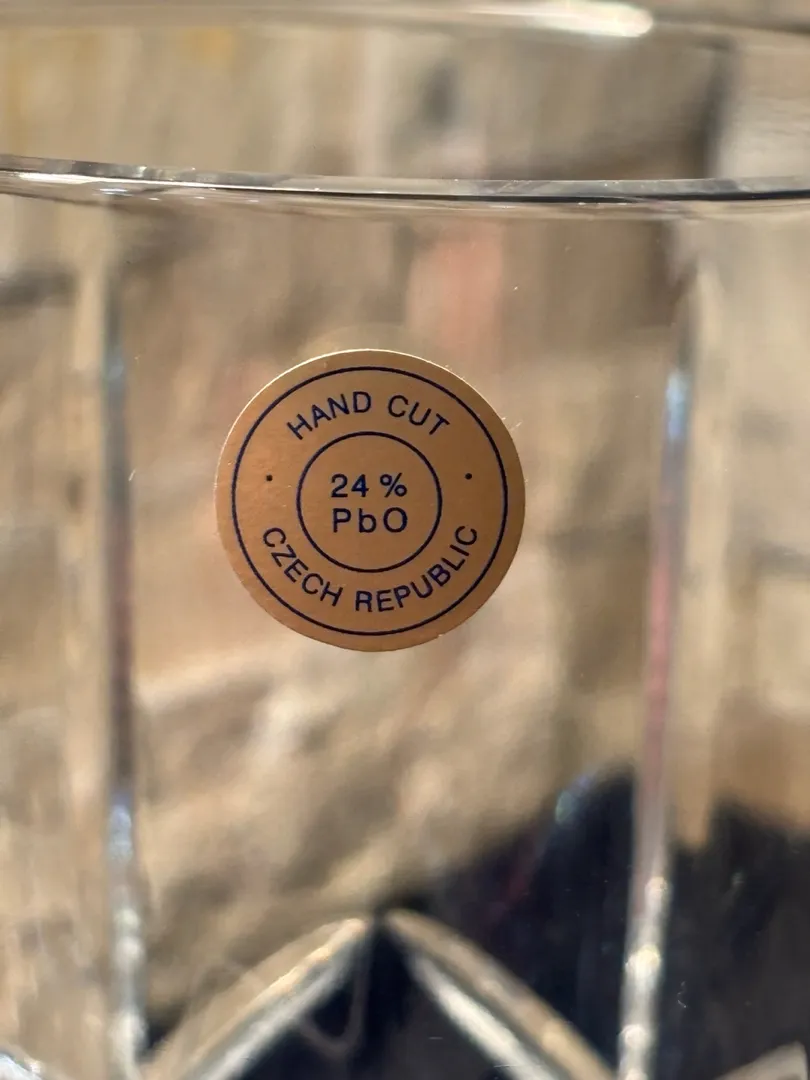 HAND CUT
24 %
PbO
CZECH REPUBLIC